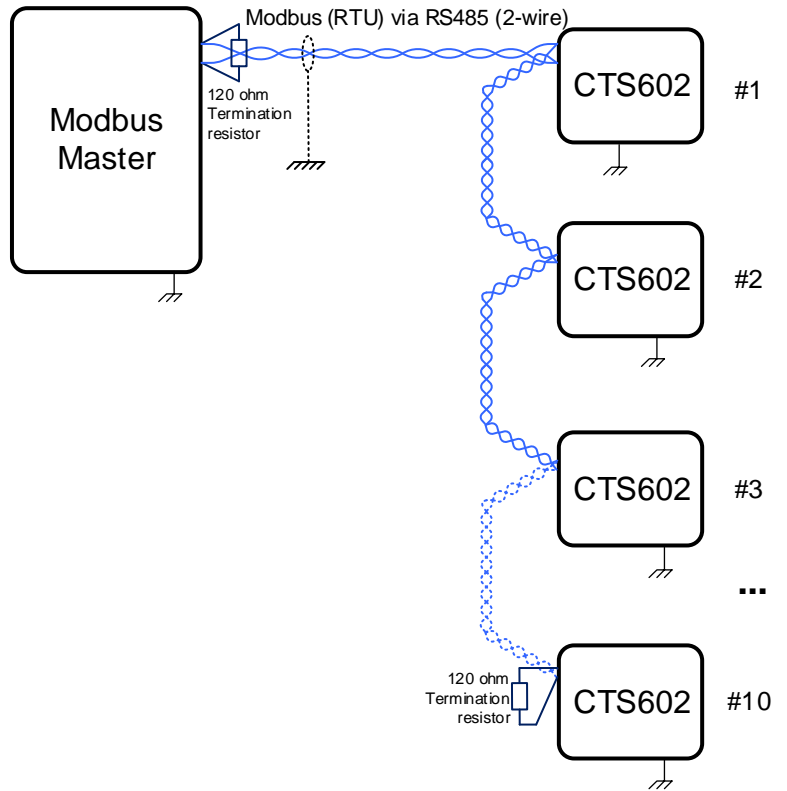 Modbus (RTU) via RS485 (2-wire)
Modbus
Master
120 ohm
Termination
resistor
CTS602
#1
CTS602
#2
CTS602
#3
...
120 ohm
Termination
resistor
CTS602
#10